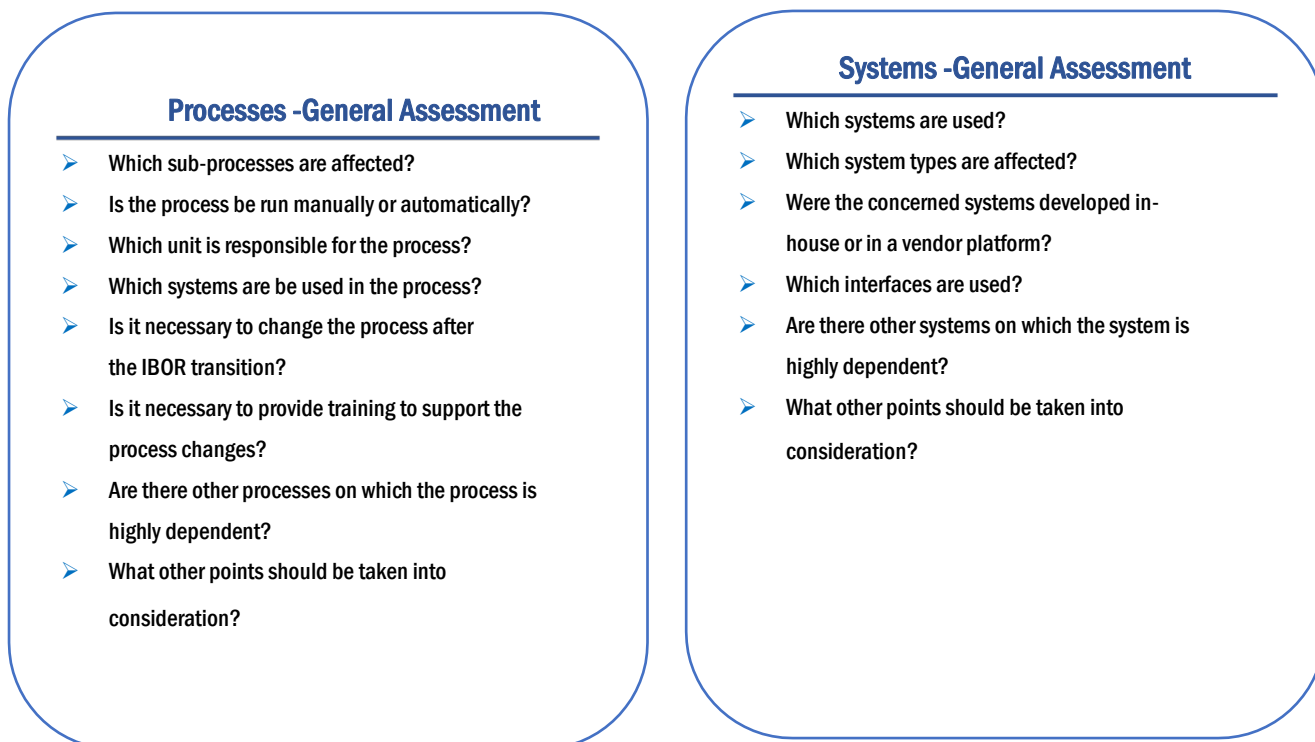 Processes -General Assessment
Which sub-processes are affected?
Is the process be run manually or automatically?
Which unit is responsible for the process?
Which systems are be used in the process?
Is it necessary to change the process after
the IBOR transition?
Is it necessary to provide training to support the
process changes?
Are there other processes on which the process is
highly dependent?
What other points should be taken into
consideration?
Systems -General Assessment
Which systems are used?
Which system types are affected?
Were the concerned systems developed in-
house or in a vendor platform?
Which interfaces are used?
Are there other systems on which the system is
highly dependent?
What other points should be taken into
consideration?